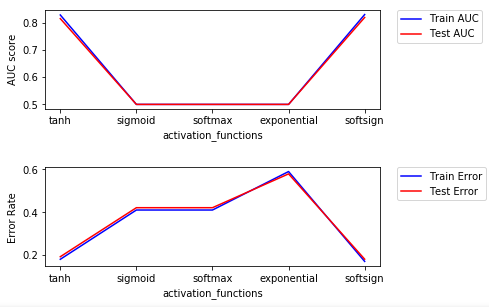 0.8
0.7
0.6
0.5
AUC score
tanh sigmoid softmax exponential softsign
activation_functions
Train AUC
Test AUC
0.6
0.4
0.2
Error Rate
tanh sigmoid softmax exponential softsign
activation_functions
Train Error
Test Error